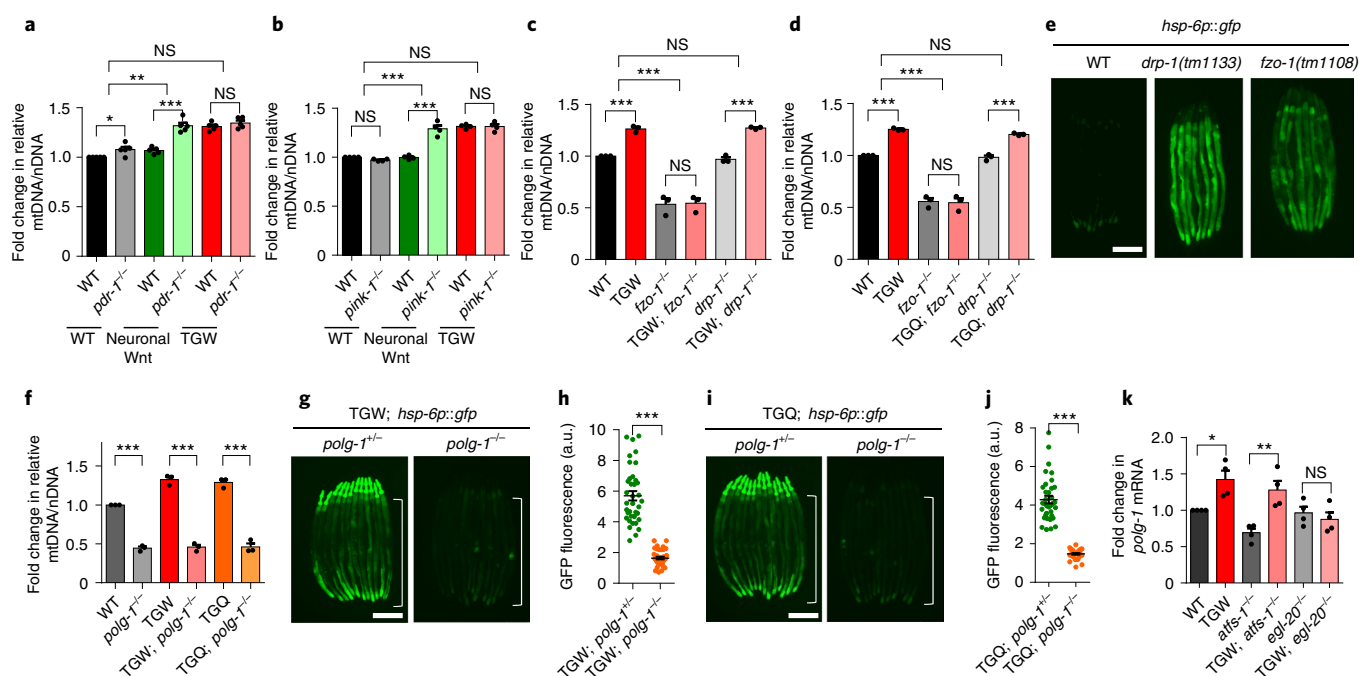 a
NS
**
NS
*
***
Fold change in relative
mtDNA/nDNA
1.5
1.0
0.5
0
WT
pdr-1–/–
WT
pdr-1–/–
WT
pdr-1–/–
WT
Neuronal
Wnt
TGW
b
NS
***
NS
NS
***
Fold change in relative
mtDNA/nDNA
1.5
1.0
0.5
0
WT
pink-1–/–
WT
pink-1–/–
WT
pink-1–/–
WT
Neuronal
Wnt
TGW
c
NS
***
***
***
NS
Fold change in relative
mtDNA/nDNA
1.5
1.0
0.5
0
WT
TGW
fzo-1–/–
TGW; fzo-1–/–
drp-1–/–
TGW; drp-1–/–
d
NS
***
***
***
NS
Fold change in relative
mtDNA/nDNA
1.5
1.0
0.5
0
WT
TGW
fzo-1–/–
TGQ; fzo-1–/–
drp-1–/–
TGQ; drp-1–/–
e
hsp-6p::gfp
WT
drp-1(tm1133)
fzo-1(tm1108)
f
***
***
***
Fold change in relative
mtDNA/nDNA
1.5
1.0
0.5
0
WT
polg-1–/–
TGW
TGW; polg-1–/–
TGQ
TGQ; polg-1–/–
g
TGW; hsp-6p::gfp
polg-1+/–
polg-1–/–
h
***
GFP fluorescence (a.u.)
10
8
6
4
2
0
TGW; polg-1+/–
TGW; polg-1–/–
i
TGQ; hsp-6p::gfp
polg-1+/–
polg-1–/–
j
***
GFP fluorescence (a.u.)
8
6
4
2
0
TGQ; polg-1+/–
TGQ; polg-1–/–
k
*
**
NS
Fold change in
polg-1 mRNA
2.0
1.5
1.0
0.5
0
WT
TGW
atfs-1–/–
TGW; atfs-1–/–
egl-20–/–
TGW; egl-20–/–